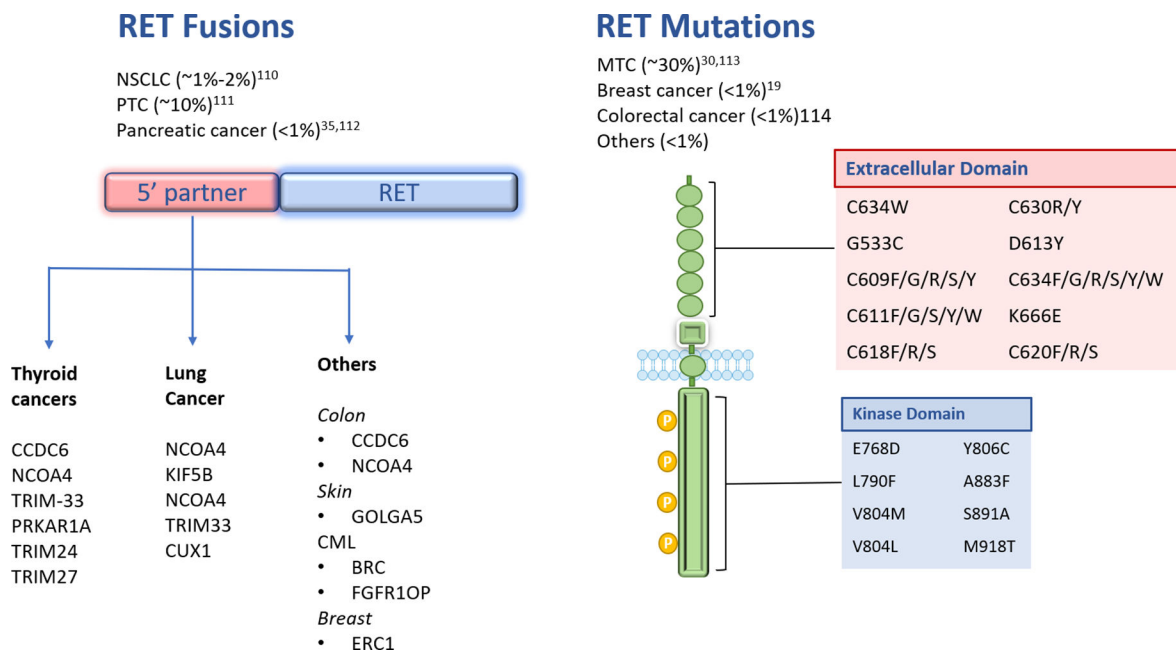 RET Fusions
NSCLC (~1%-2%)110
PTC (~10%)111
Pancreatic cancer (<1%)35,112
5’ partner
RET
Thyroid
cancers
CCDC6
NCOA4
TRIM-33
PRKAR1A
TRIM24
TRIM27
Lung
Cancer
NCOA4
KIF5B
NCOA4
TRIM33
CUX1
Others
Colon
• CCDC6
• NCOA4
Skin
• GOLGA5
CML
• BRC
• FGFR1OP
Breast
• ERC1
RET Mutations
MTC (~30%)30,113
Breast cancer (<1%)19
Colorectal cancer (<1%)114
Others (<1%)
P
P
P
P
Extracellular Domain
C634W C630R/Y
G533C D613Y
C609F/G/R/S/Y C634F/G/R/S/Y/W
C611F/G/S/Y/W K666E
C618F/R/S C620F/R/S
Kinase Domain
E768D Y806C
L790F A883F
V804M S891A
V804L M918T